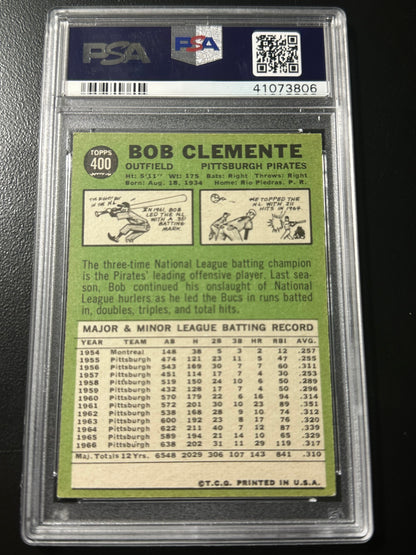 PSA
PSA
41073806
TOPPS
400
BOB CLEMENTE
OUTFIELD PITTSBURGH PIRATES
Ht: 5'11" Wt: 175 Bats: Right Throws: Right
Born: Aug. 18, 1934 Home: Rio Piedras, P. R.
IN 1961, BOB
LED THE N.L.
WITH A .351
BATTING
MARK.
HE TOPPED THE
N.L. WITH 211
HITS IN 1964.
The three-time National League batting champion
is the Pirates' leading offensive player. Last sea-
son, Bob continued his onslaught of National
League hurlers as he led the Bucs in runs batted
in, doubles, triples, and total hits.
MAJOR & MINOR LEAGUE BATTING RECORD
YEAR TEAM AB H 2B 3B HR RBI AVG.
1954 Montreal 148 38 5 3 2 12 .257
1955 Pittsburgh 474 121 23 11 5 47 .255
1956 Pittsburgh 543 169 30 7 7 60 .311
1957 Pittsburgh 451 114 17 7 4 30 .253
1958 Pittsburgh 519 150 24 10 6 50 .289
1959 Pittsburgh 432 128 17 7 4 50 .296
1960 Pittsburgh 570 179 22 6 16 94 .314
1961 Pittsburgh 572 201 30 10 23 89 .351
1962 Pittsburgh 538 168 28 9 10 74 .312
1963 Pittsburgh 600 192 23 8 17 76 .320
1964 Pittsburgh 622 211 40 7 12 87 .339
1965 Pittsburgh 589 194 21 14 10 65 .329
1966 Pittsburgh 638 202 31 11 29 119 .317
Maj. Totals 12 Yrs. 6548 2029 306 107 143 841 .310
©T.C.G. PRINTED IN U.S.A.